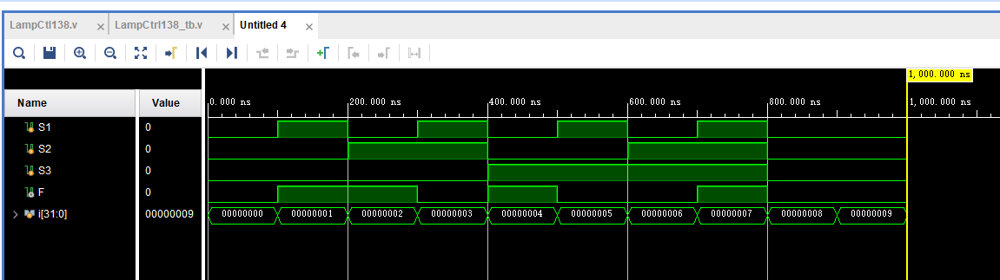 LampCtl138.v LampCtrl138_tb.v Untitled 4
1,000.000 ns
Name Value 0.000 ns 200.000 ns 400.000 ns 600.000 ns 800.000 ns 1,000.000 ns
S1 0
S2 0
S3 0
F 0
i[31:0] 00000009 00000000 00000001 00000002 00000003 00000004 00000005 00000006 00000007 00000008 00000009